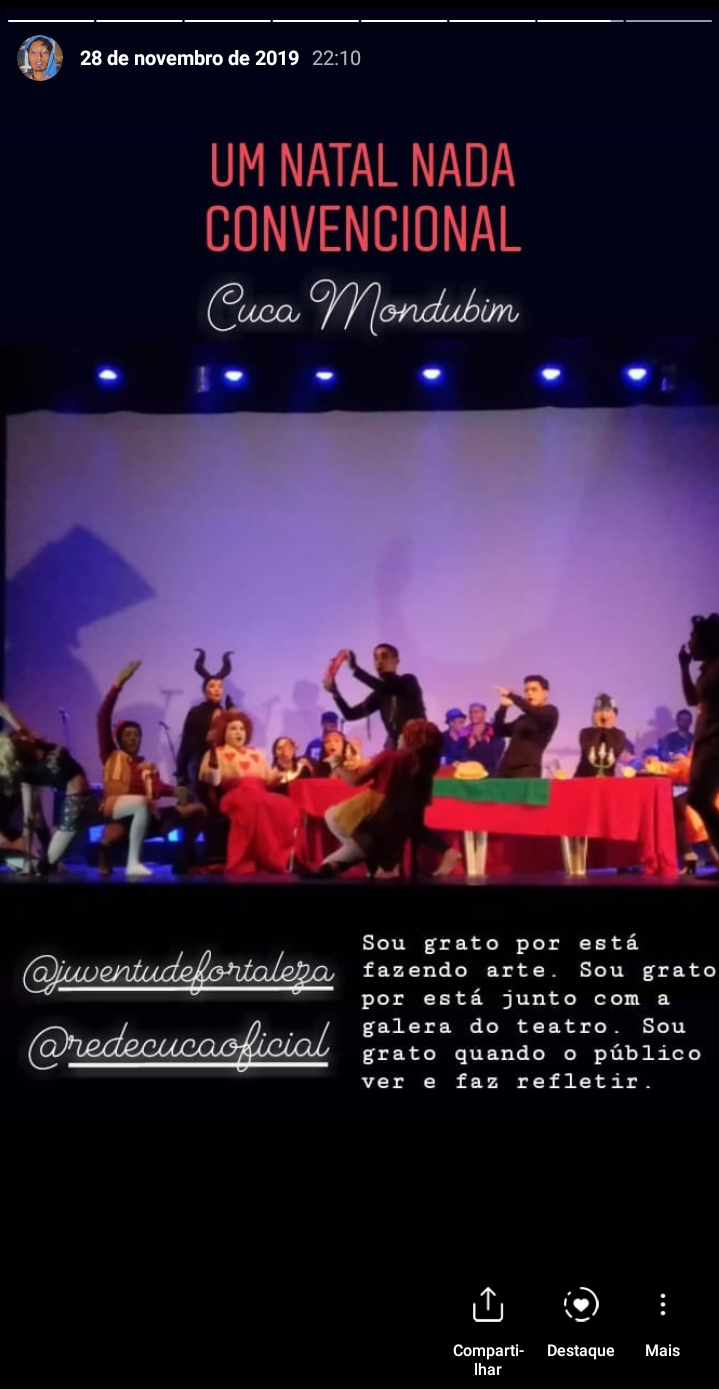 28 de novembro de 2019 22:10
UM NATAL NADA
CONVENCIONAL
Cuca Mondubim
@juventudefortaleza
@redecucaoficial
Sou grato por está
fazendo arte. Sou grato
por está junto com a
galera do teatro. Sou
grato quando o público
ver e faz refletir.
Comparti-
lhar
Destaque
Mais